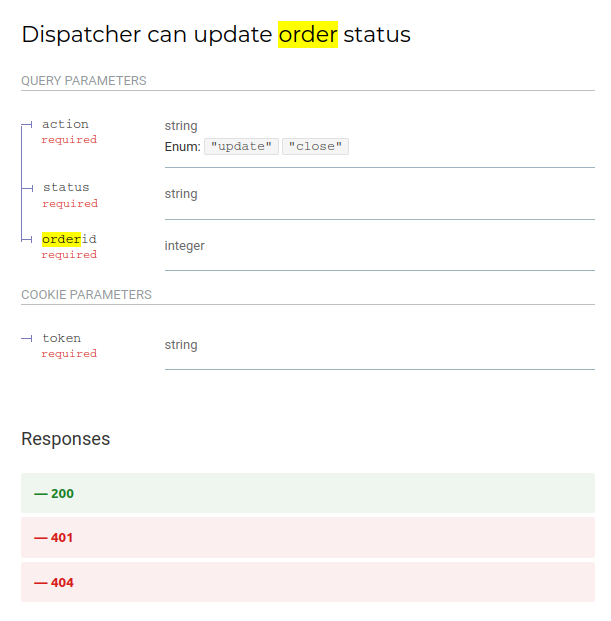 Dispatcher can update order status
QUERY PARAMETERS
action
required
string
Enum: "update" "close"
status
required
string
orderid
required
integer
COOKIE PARAMETERS
token
required
string
Responses
— 200
— 401
— 404